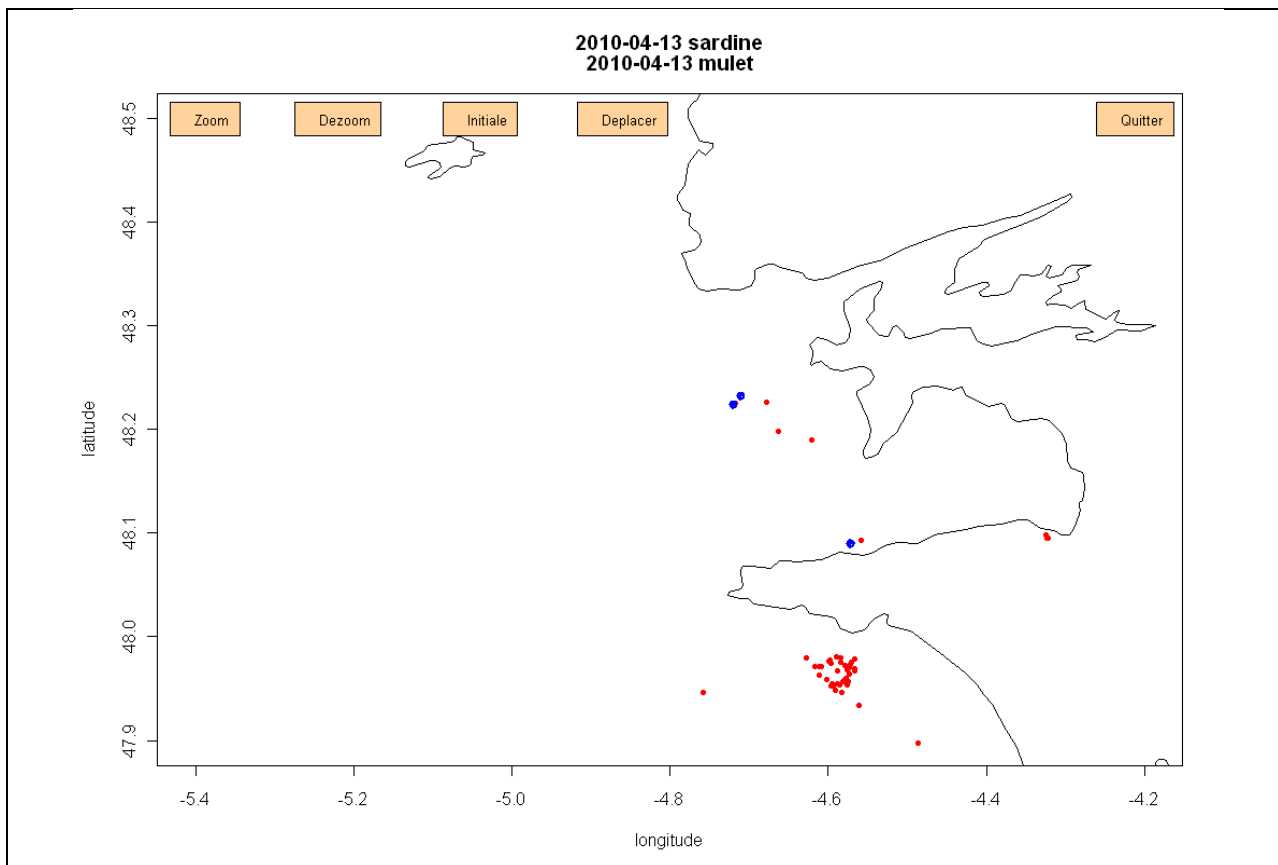 2010-04-13 sardine
2010-04-13 mulet
Zoom Dezoom Initiale Deplacer Quitter
48.5
48.4
48.3
48.2
48.1
48.0
47.9
latitude
-5.4 -5.2 -5.0 -4.8 -4.6 -4.4 -4.2
longitude